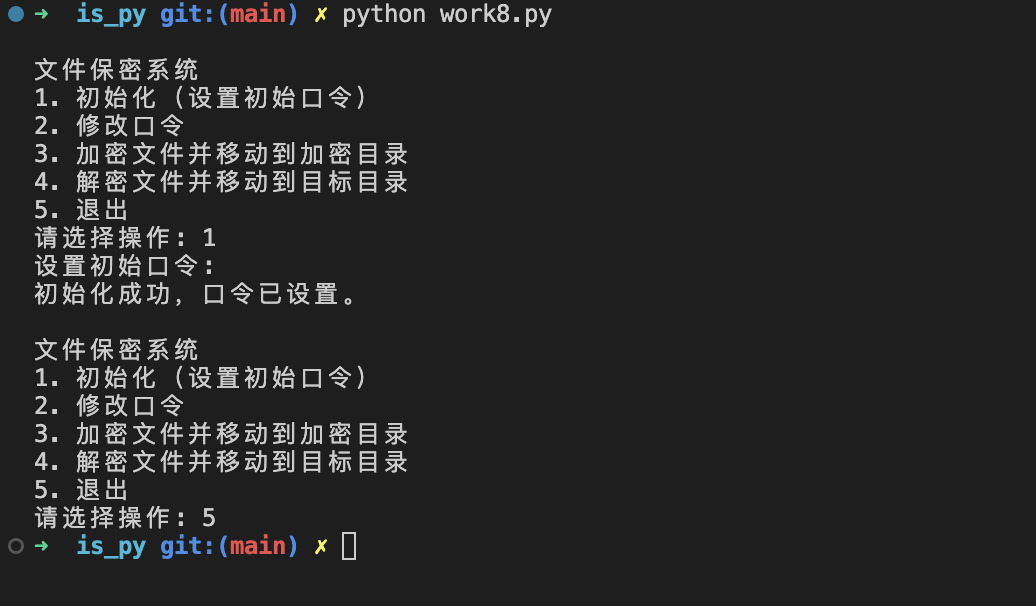 ➜  is_py git:(main) ✗ python work8.py
文件保密系统
1. 初始化（设置初始口令）
2. 修改口令
3. 加密文件并移动到加密目录
4. 解密文件并移动到目标目录
5. 退出
请选择操作: 1
设置初始口令:
初始化成功, 口令已设置。
文件保密系统
1. 初始化（设置初始口令）
2. 修改口令
3. 加密文件并移动到加密目录
4. 解密文件并移动到目标目录
5. 退出
请选择操作: 5
➜  is_py git:(main) ✗